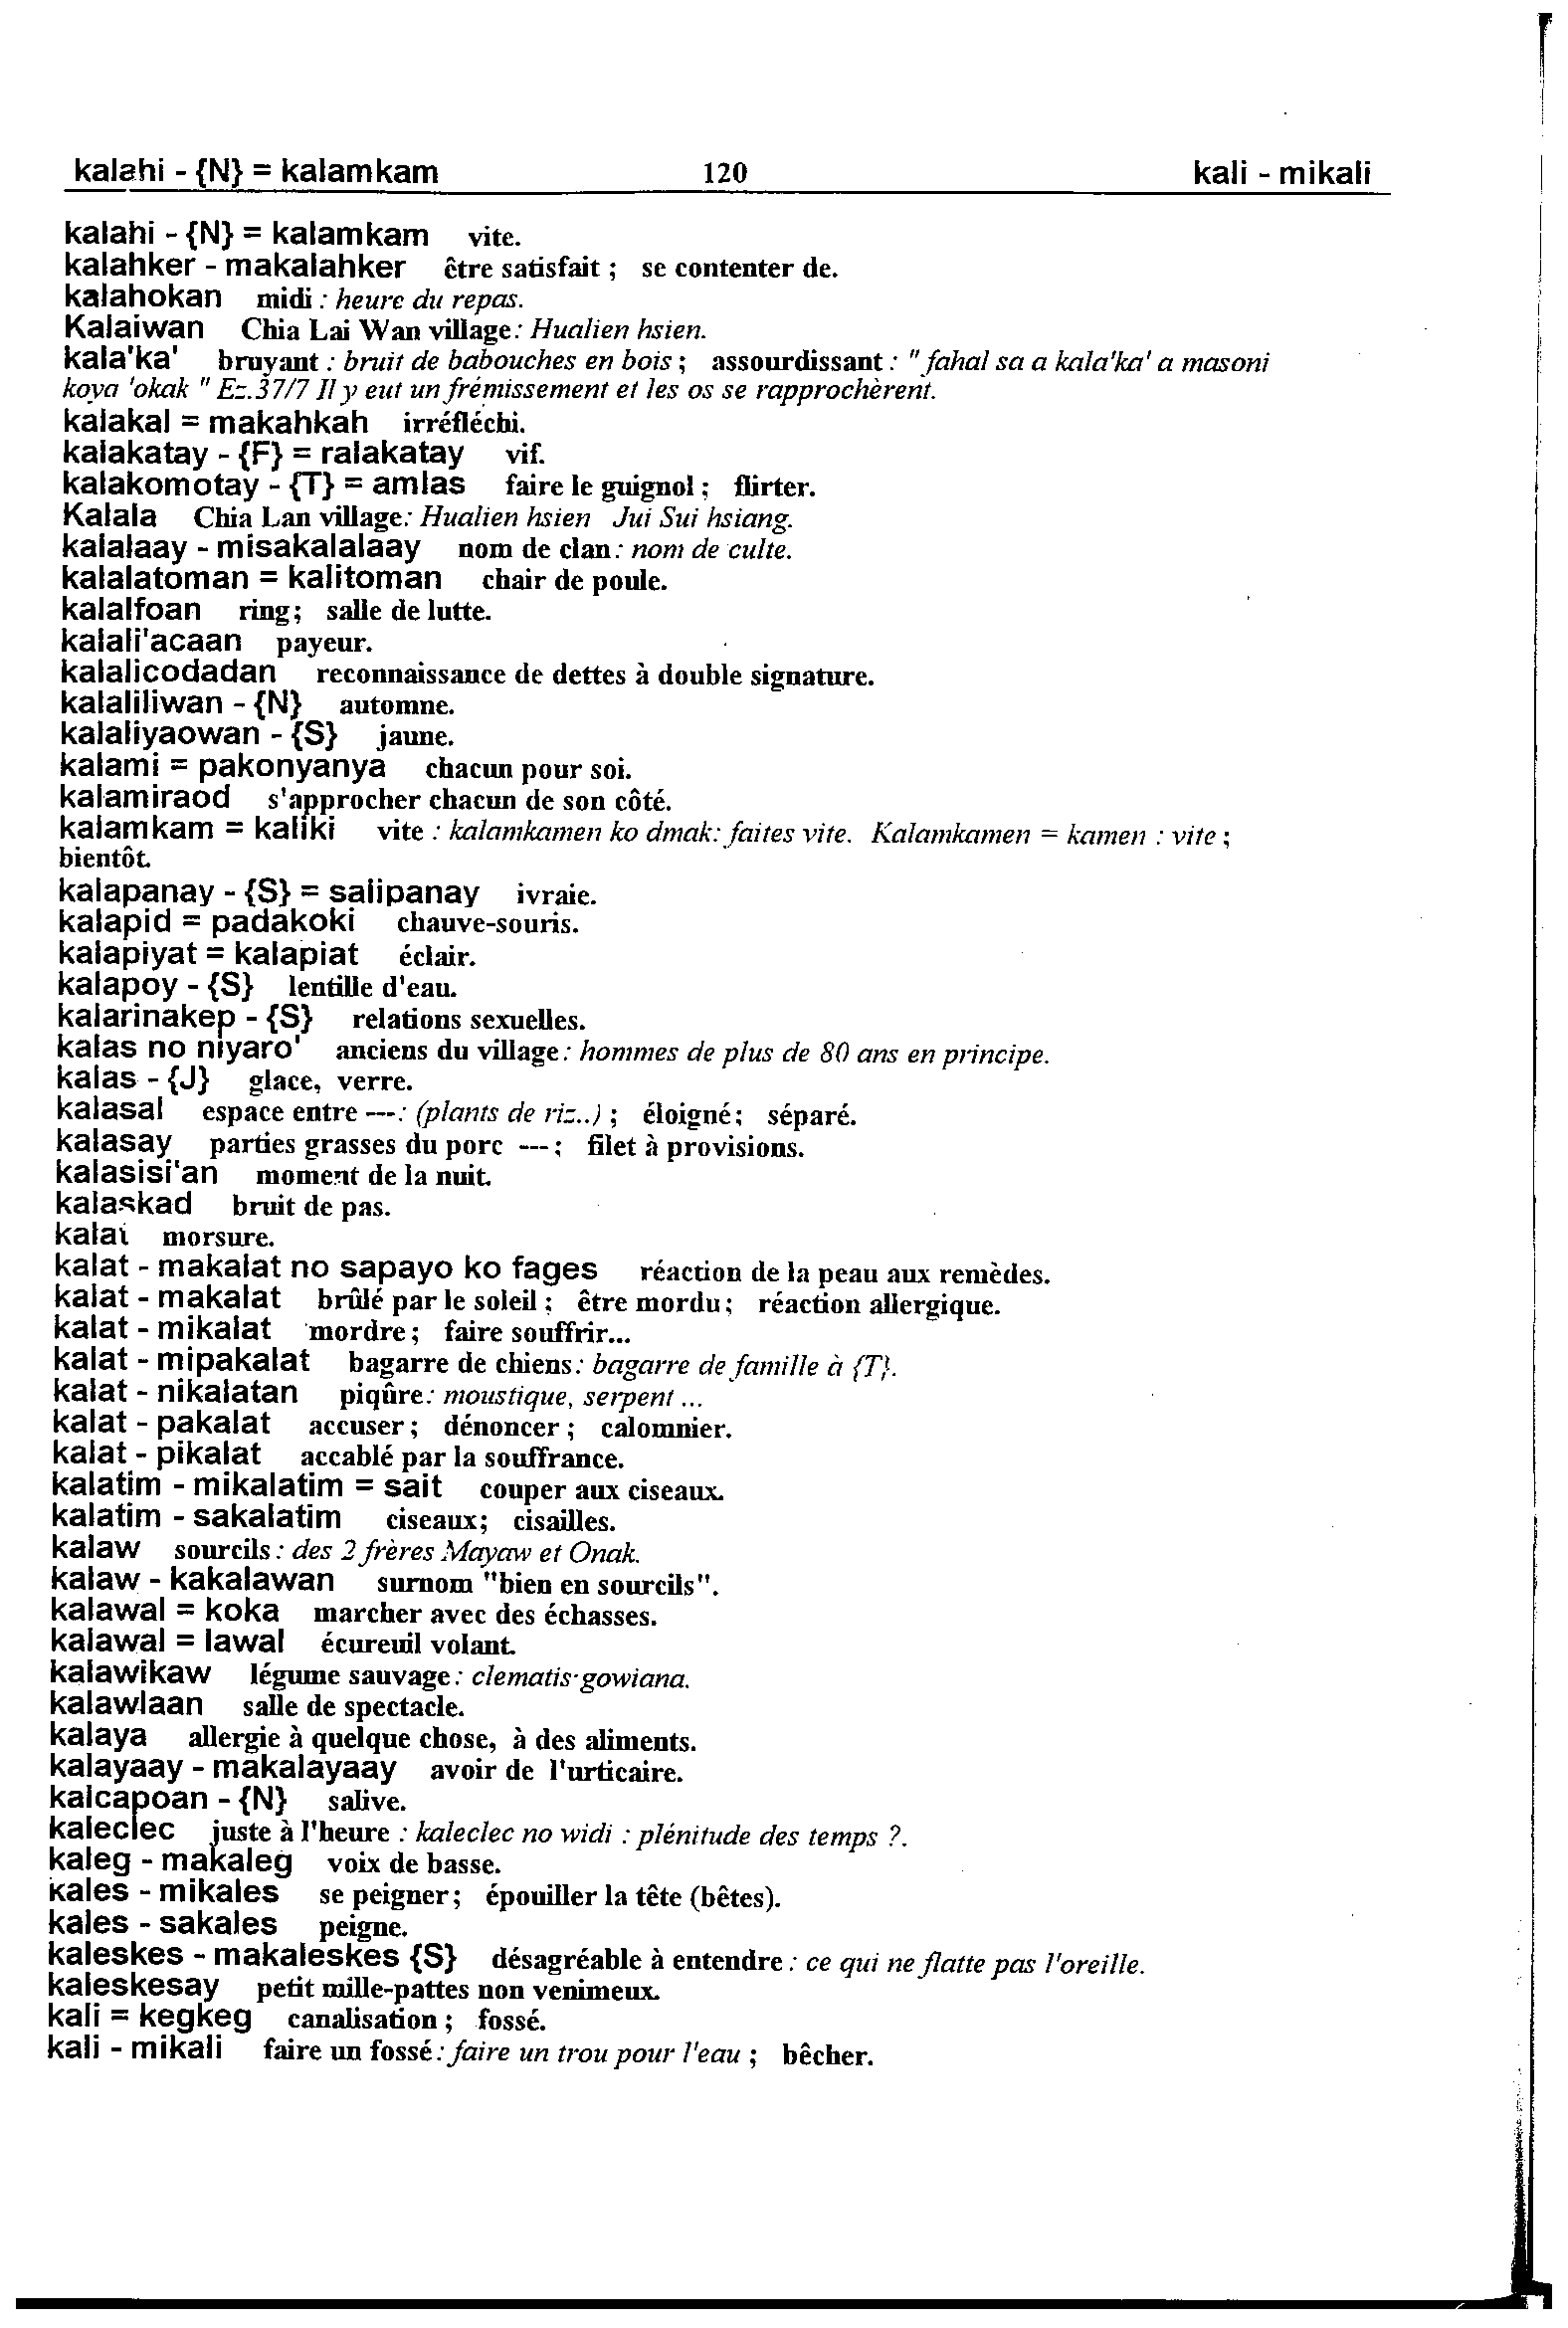 kalahi - {N} = kalamkam 120 kali - mikali
kalahi - {N} = kalamkam vite.
kalahker - makalahker être satisfait ; se contenter de.
kalahokan midi : heure du repas.
Kalaiwan Chia Lai Wan village: Hualien hsien.
kala'ka' bruyant : bruit de babouches en bois ; assourdissant : " fahal sa a kala'ka' a masoni
koya 'okak " Ez.37/7 Il y eut un frémissement et les os se rapprochèrent.
kalakal = makahkah irréfléchi.
kalakatay - {F} = ralakatay vif.
kalakomotay - {T} = amlas faire le guignol ; flirter.
Kalala Chia Lan village: Hualien hsien Jui Sui hsiang.
kalalaay - misakalalaay nom de clan: nom de culte.
kalalatoman = kalitoman chair de poule.
kalalfoan ring; salle de lutte.
kalali'acaan payeur.
kalalicodadan reconnaissance de dettes à double signature.
kalaliliwan - {N} automne.
kalaliyaowan - {S} jaune.
kalami = pakonyanya chacun pour soi.
kalamiraod s'approcher chacun de son côté.
kalamkam = kaliki vite : kalamkamen ko dmak: faites vite. Kalamkamen = kamen : vite ;
bientôt.
kalapanay - {S} = salipanay ivraie.
kalapid = padakoki chauve-souris.
kalapiyat = kalapiat éclair.
kalapoy - {S} lentille d'eau.
kalarinakep - {S} relations sexuelles.
kalas no niyaro' anciens du village: hommes de plus de 80 ans en principe.
kalas - {J} glace, verre.
kalasal espace entre ---: (plants de riz..) ; éloigné; séparé.
kalasay parties grasses du porc --- ; filet à provisions.
kalasisi'an moment de la nuit.
kalaskad bruit de pas.
kalat morsure.
kalat - makalat no sapayo ko fages réaction de la peau aux remèdes.
kalat - makalat brûlé par le soleil ; être mordu; réaction allergique.
kalat - mikalat mordre; faire souffrir...
kalat - mipakalat bagarre de chiens: bagarre de famille à {T}.
kalat - nikalatan piqûre: moustique, serpent ...
kalat - pakalat accuser; dénoncer ; calomnier.
kalat - pikalat accablé par la souffrance.
kalatim - mikalatim = sait couper aux ciseaux.
kalatim - sakalatim ciseaux; cisailles.
kalaw sourcils : des 2 frères Mayaw et Onak.
kalaw - kakalawan surnom "bien en sourcils".
kalawal = koka marcher avec des échasses.
kalawal = lawal écureuil volant.
kalawikaw légume sauvage: clematis gowiana.
kalawlaan salle de spectacle.
kalaya allergie à quelque chose, à des aliments.
kalayaay - makalayaay avoir de l'urticaire.
kalcapoan - {N} salive.
kaleclec juste à l'heure : kaleclec no widi : plénitude des temps ?.
kaleg - makaleg voix de basse.
kales - mikales se peigner; épouiller la tête (bêtes).
kales - sakales peigne.
kaleskes - makaleskes {S} désagréable à entendre : ce qui ne flatte pas l'oreille.
kaleskesay petit mille-pattes non venimeux.
kali = kegkeg canalisation ; fossé.
kali - mikali faire un fossé: faire un trou pour l'eau ; bêcher.